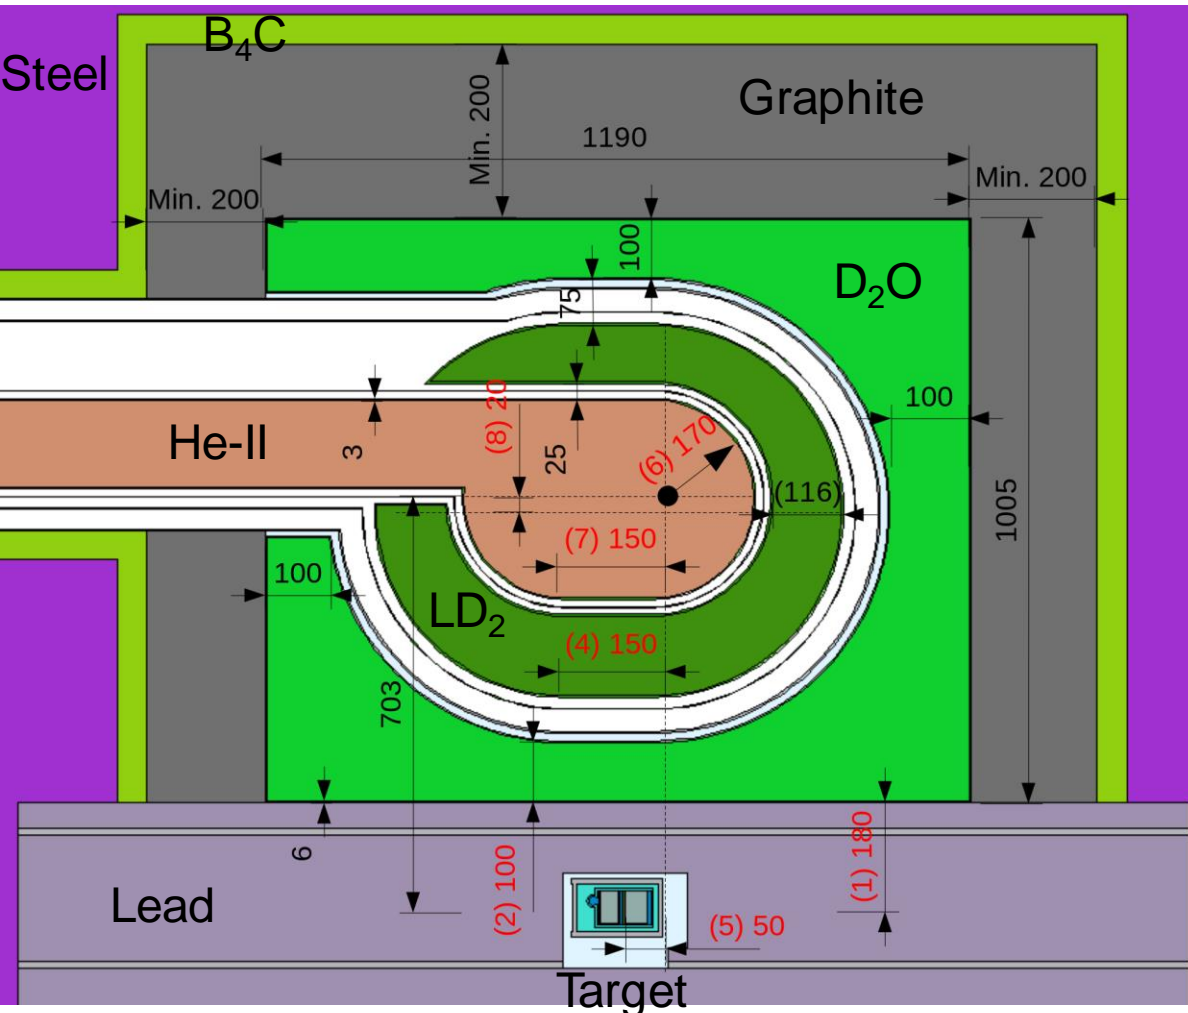 B₄C
Steel
Min. 200
Graphite
1190
Min. 200
Min. 200
100
D₂O
75
100
(8) 20
He-II
3
25
(6) 170
(116)
1005
(7) 150
100
LD₂
(4) 150
703
6
(2) 100
(1) 180
Lead
(5) 50
Target